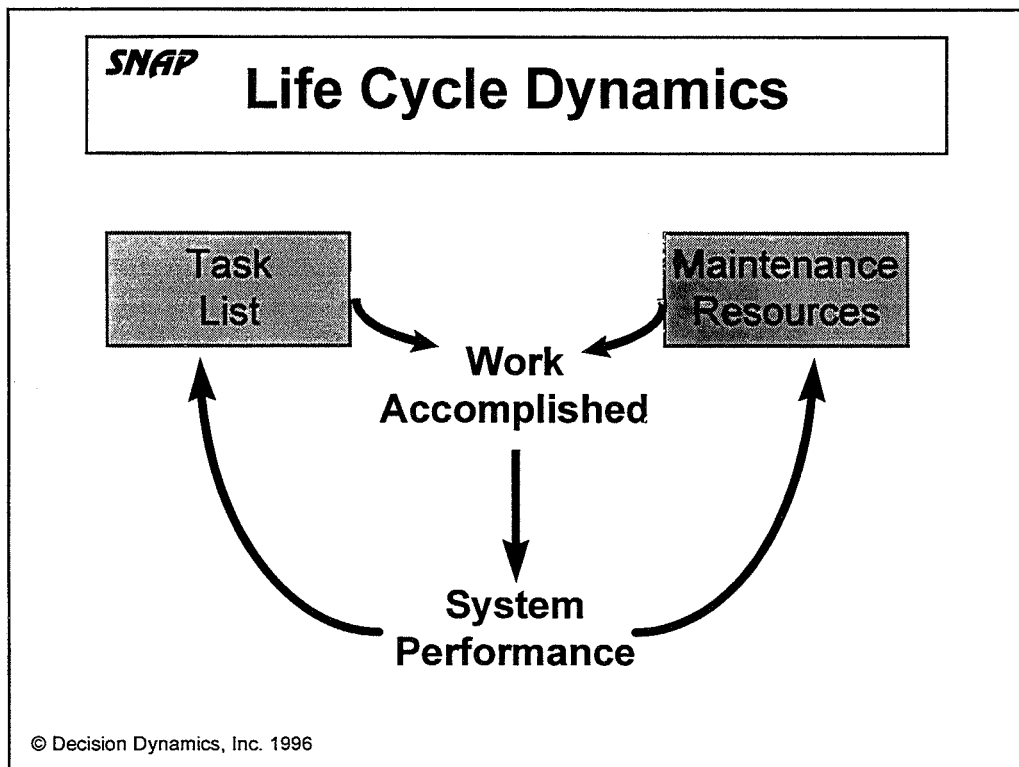 SNAP
Life Cycle Dynamics
Task
List
Maintenance
Resources
Work
Accomplished
System
Performance
© Decision Dynamics, Inc. 1996